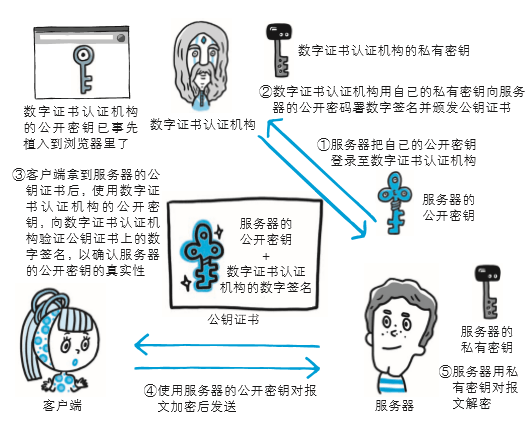 数字证书认证机构
的公开密钥已事先
植入到浏览器里了
数字证书认证机构
数字证书认证机构的私有密钥
②数字证书认证机构用自己的私有密钥向服务
器的公开密码署数字签名并颁发公钥证书
①服务器把自己的公开密钥
登录至数字证书认证机构
服务器的
公开密钥
③客户端拿到服务器的公
钥证书后，使用数字证
书认证机构的公开密
钥，向数字证书认证机
构验证公钥证书上的数
字签名，以确认服务器
的公开密钥的真实性
服务器的
公开密钥
+
数字证书认证
机构的数字签名
公钥证书
服务器的
私有密钥
客户端
④使用服务器的公开密钥对报
文加密后发送
服务器
⑤服务器用私
有密钥对报
文解密